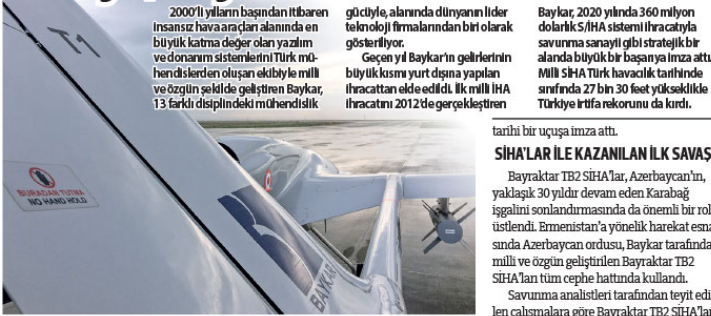 2000'li yılların başından itibaren
insansız hava araçları alanında en
büyük katma değer olan yazılım
ve donanım sistemlerini Türk mü-
hendislerden oluşan ekibiyle milli
ve özgün şekilde geliştiren Baykar,
13 farklı disiplindeki mühendislik
gücüyle, alanında dünyanın lider
teknoloji firmalarından biri olarak
gösteriliyor.
Geçen yıl Baykar'ın gelirlerinin
büyük kısmı yurt dışına yapılan
ihracattan elde edildi. İlk milli İHA
ihracatını 2012'de gerçekleştiren
Baykar, 2020 yılında 360 milyon
dolarlık S/İHA sistemi ihracatıyla
savunma sanayii gibi stratejik bir
alanda büyük bir başarıya imza attı.
Milli SİHA Türk havacılık tarihinde
sınıfında 27 bin 30 feet yükseklikle
Türkiye irtifa rekorunu da kırdı.
tarihi bir uçuşa imza attı.
SİHA'LAR İLE KAZANILAN İLK SAVAŞ
Bayraktar TB2 SİHA'lar, Azerbaycan'ın,
yaklaşık 30 yıldır devam eden Karabağ
işgalini sonlandırmasında da önemli bir rol
üstlendi. Ermenistan'a yönelik harekat esna-
sında Azerbaycan ordusu, Baykar tarafından
milli ve özgün geliştirilen Bayraktar TB2
SİHA'ları tüm cephe hattında kullandı.
Savunma analistleri tarafından teyit edi-
len çalışmalara göre Bayraktar TB2 SİHA'lar
T1
BURADAN TUTMA
NO HAND HOLD
BAYKAR